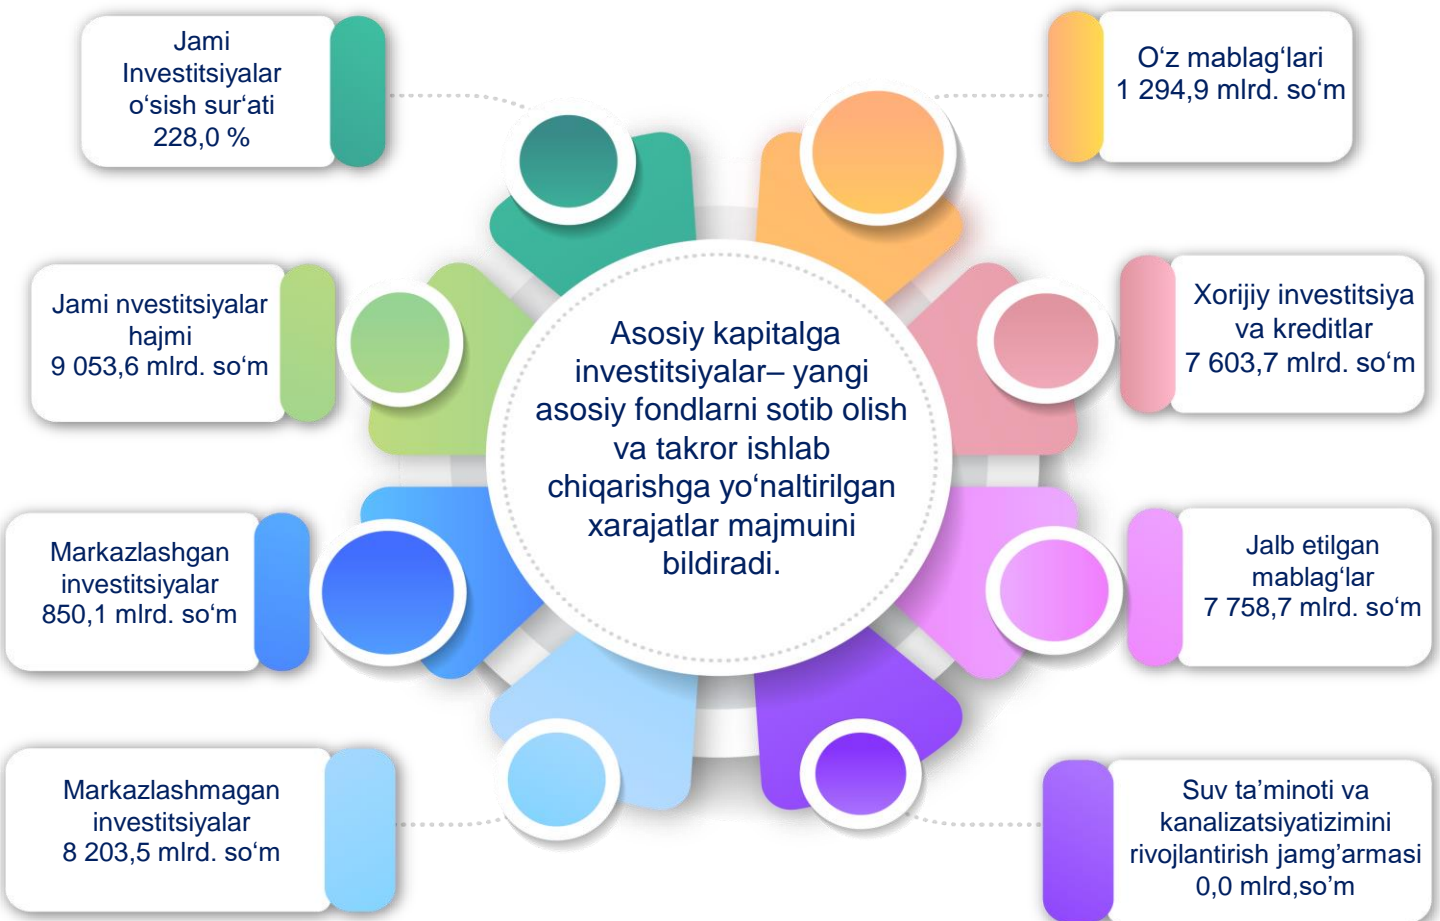 Jami
Investitsiyalar
o‘sish sur‘ati
228,0 %
O‘z mablag‘lari
1 294,9 mlrd. so‘m
Jami nvestitsiyalar
hajmi
9 053,6 mlrd. so‘m
Xorijiy investitsiya
va kreditlar
7 603,7 mlrd. so‘m
Asosiy kapitalga
investitsiyalar– yangi
asosiy fondlarni sotib olish
va takror ishlab
chiqarishga yo‘naltirilgan
xarajatlar majmuini
bildiradi.
Markazlashgan
investitsiyalar
850,1 mlrd. so‘m
Jalb etilgan
mablag‘lar
7 758,7 mlrd. so‘m
Markazlashmagan
investitsiyalar
8 203,5 mlrd. so‘m
Suv ta’minoti va
kanalizatsiyatizimini
rivojlantirish jamg’armasi
0,0 mlrd,so’m